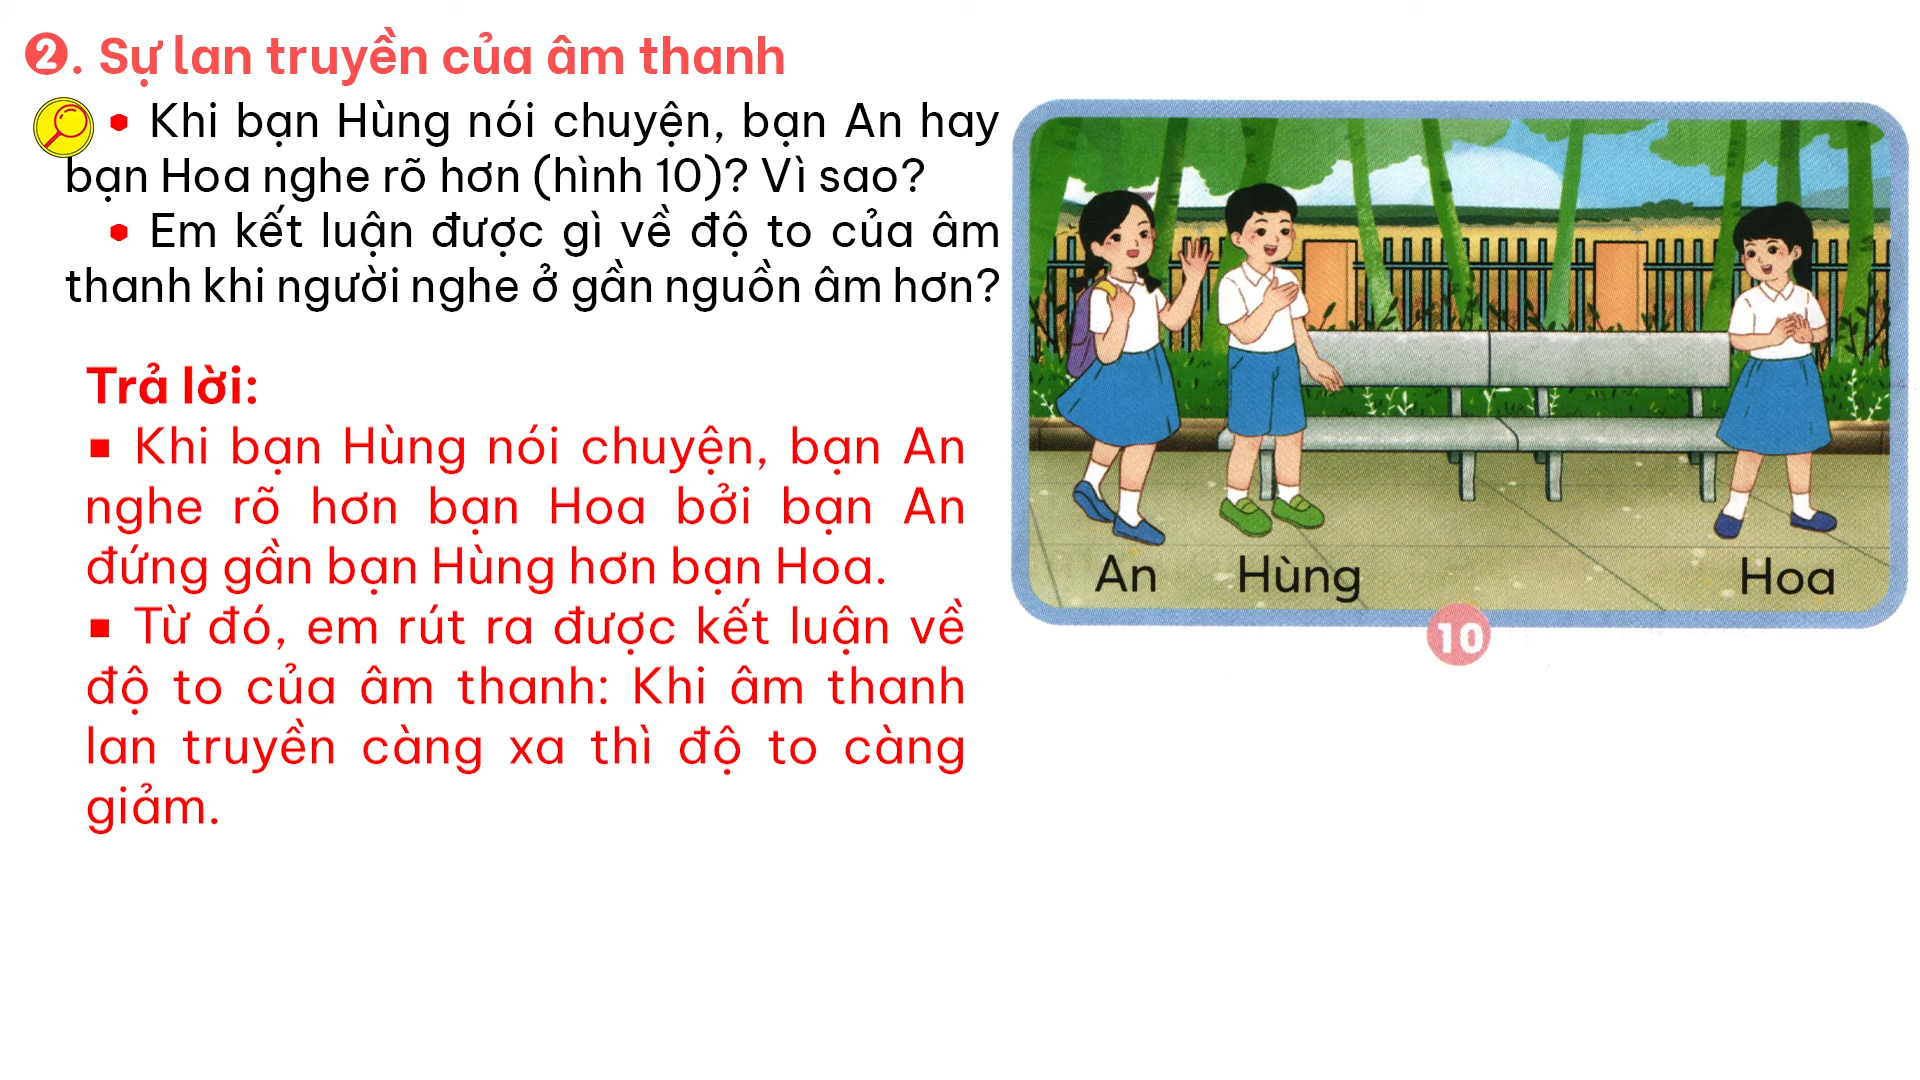 ❷. Sự lan truyền của âm thanh
• Khi bạn Hùng nói chuyện, bạn An hay
bạn Hoa nghe rõ hơn (hình 10)? Vì sao?
• Em kết luận được gì về độ to của âm
thanh khi người nghe ở gần nguồn âm hơn?
Trả lời:
▪ Khi bạn Hùng nói chuyện, bạn An
nghe rõ hơn bạn Hoa bởi bạn An
đứng gần bạn Hùng hơn bạn Hoa.
▪ Từ đó, em rút ra được kết luận về
độ to của âm thanh: Khi âm thanh
lan truyền càng xa thì độ to càng
giảm.
An Hùng Hoa
10